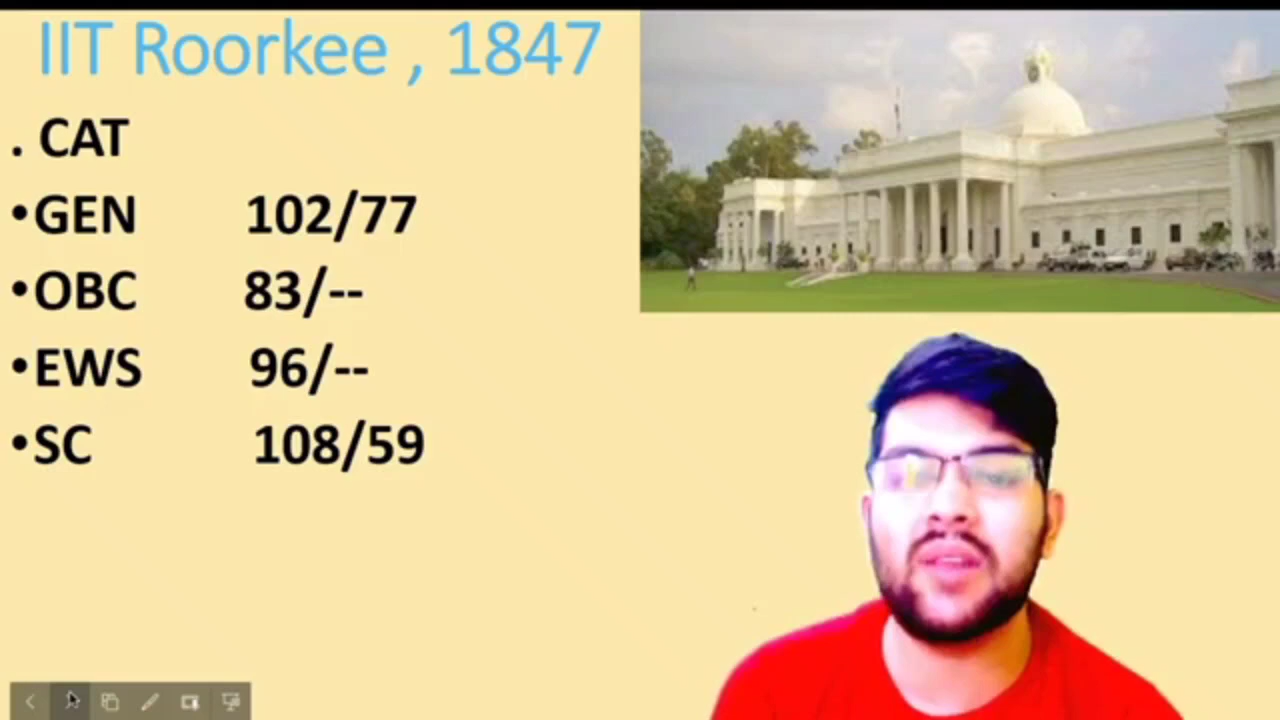 IIT Roorkee , 1847
. CAT
•GEN 102/77
•OBC 83/--
•EWS 96/--
•SC 108/59